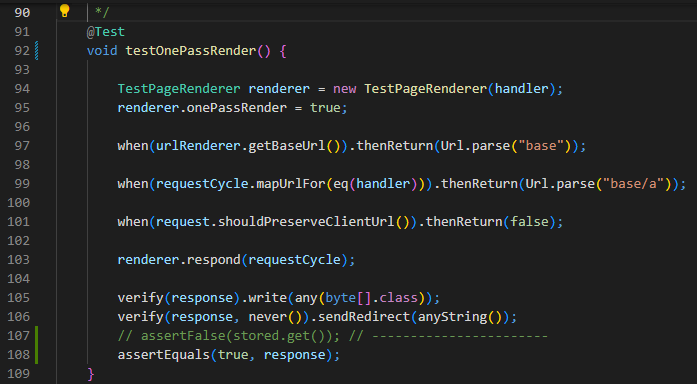 90 */
91 @Test
92 void testOnePassRender() {
93
94 TestPageRenderer renderer = new TestPageRenderer(handler);
95 renderer.onePassRender = true;
96
97 when(urlRenderer.getBaseUrl()).thenReturn(Url.parse("base"));
98
99 when(requestCycle.mapUrlFor(eq(handler))).thenReturn(Url.parse("base/a"));
100
101 when(request.shouldPreserveClientUrl()).thenReturn(false);
102
103 renderer.respond(requestCycle);
104
105 verify(response).write(any(byte[].class));
106 verify(response, never()).sendRedirect(anyString());
107 // assertFalse(stored.get()); // -----------------------
108 assertEquals(true, response);
109 }